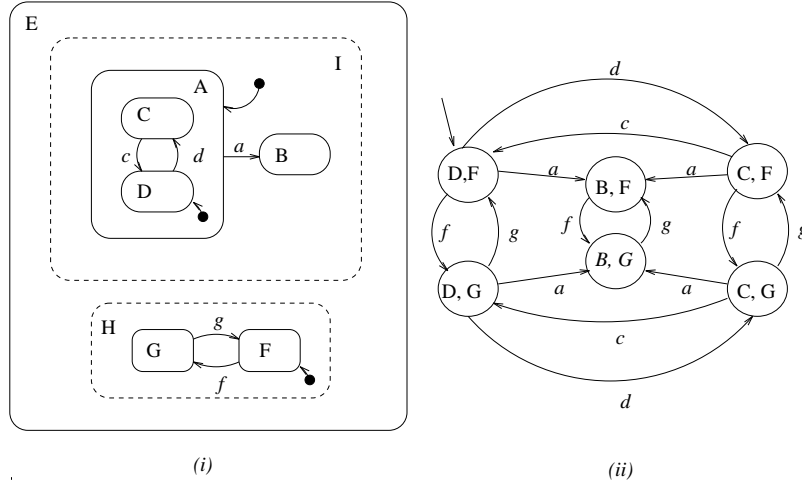 E
I
A
C
c
d
D
a
B
H
G
g
F
f
(i)
d
c
D,F
a
B, F
a
C, F
f
g
f
g
f
g
D, G
a
B, G
a
C, G
c
d
(ii)